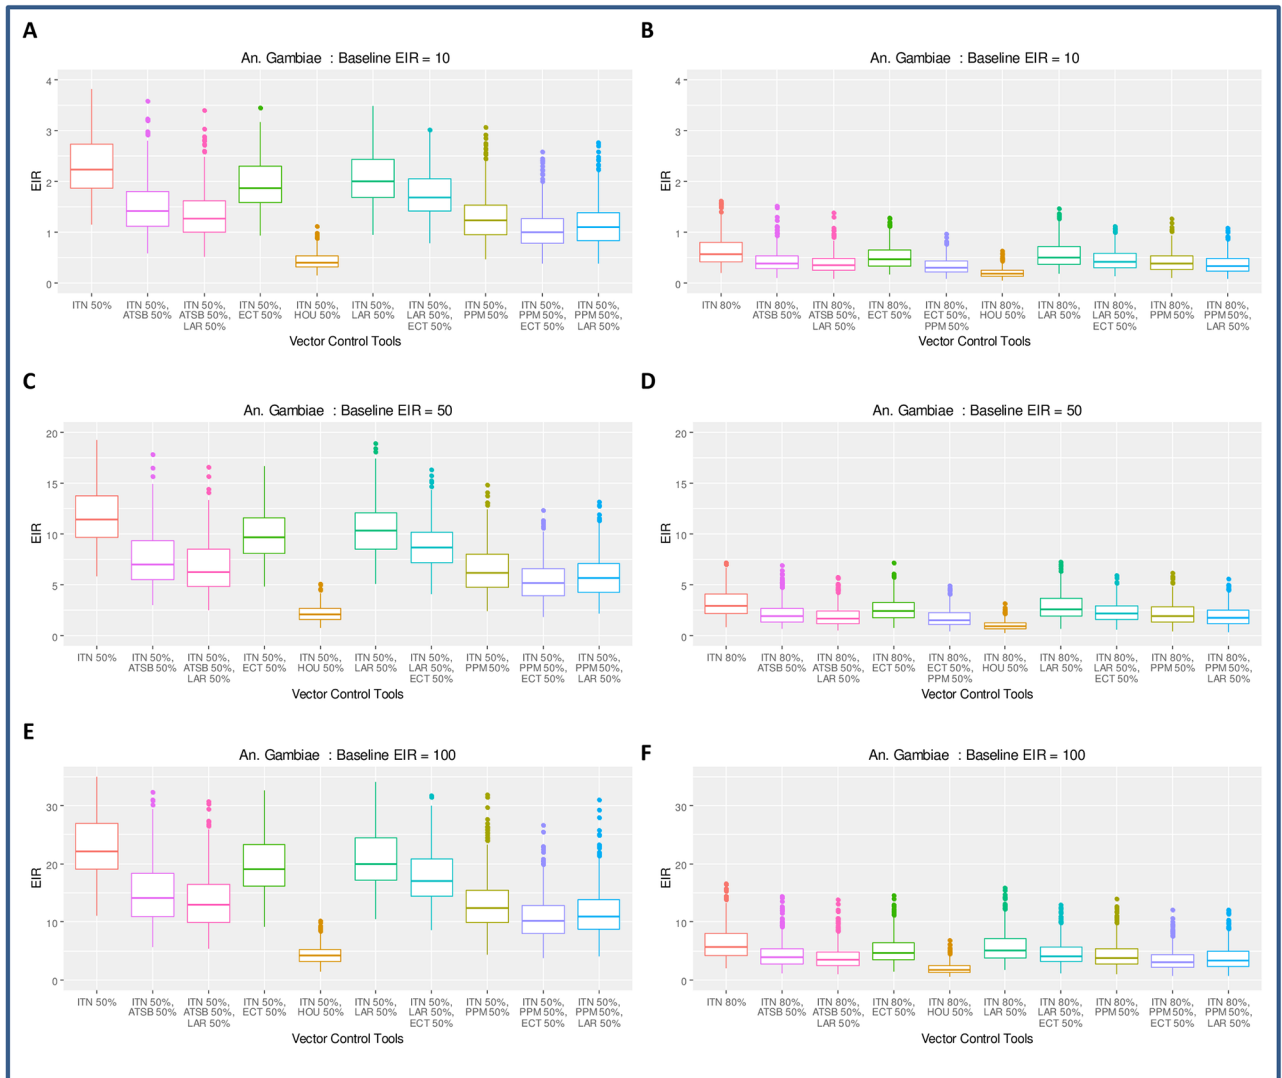 A
An. Gambiae : Baseline EIR = 10
EIR
4
3
2
1
0
ITN 50%
ITN 50%,
ATSB 50%
ITN 50%,
ATSB 50%,
LAR 50%
ITN 50%,
ECT 50%
ITN 50%,
HOU 50%
ITN 50%,
LAR 50%
ITN 50%,
LAR 50%,
ECT 50%
ITN 50%,
PPM 50%
ITN 50%,
PPM 50%,
ECT 50%
ITN 50%,
PPM 50%,
LAR 50%
Vector Control Tools
B
An. Gambiae : Baseline EIR = 10
EIR
4
3
2
1
0
ITN 80%
ITN 80%,
ATSB 50%
ITN 80%,
ATSB 50%,
LAR 50%
ITN 80%,
ECT 50%
ITN 80%,
ECT 50%,
PPM 50%
ITN 80%,
HOU 50%
ITN 80%,
LAR 50%
ITN 80%,
LAR 50%,
ECT 50%
ITN 80%,
PPM 50%
ITN 80%,
PPM 50%,
LAR 50%
Vector Control Tools
C
An. Gambiae : Baseline EIR = 50
EIR
20
15
10
5
0
ITN 50%
ITN 50%,
ATSB 50%
ITN 50%,
ATSB 50%,
LAR 50%
ITN 50%,
ECT 50%
ITN 50%,
HOU 50%
ITN 50%,
LAR 50%
ITN 50%,
LAR 50%,
ECT 50%
ITN 50%,
PPM 50%
ITN 50%,
PPM 50%,
ECT 50%
ITN 50%,
PPM 50%,
LAR 50%
Vector Control Tools
D
An. Gambiae : Baseline EIR = 50
EIR
20
15
10
5
0
ITN 80%
ITN 80%,
ATSB 50%
ITN 80%,
ATSB 50%,
LAR 50%
ITN 80%,
ECT 50%
ITN 80%,
ECT 50%,
PPM 50%
ITN 80%,
HOU 50%
ITN 80%,
LAR 50%
ITN 80%,
LAR 50%,
ECT 50%
ITN 80%,
PPM 50%
ITN 80%,
PPM 50%,
LAR 50%
Vector Control Tools
E
An. Gambiae : Baseline EIR = 100
EIR
30
20
10
0
ITN 50%
ITN 50%,
ATSB 50%
ITN 50%,
ATSB 50%,
LAR 50%
ITN 50%,
ECT 50%
ITN 50%,
HOU 50%
ITN 50%,
LAR 50%
ITN 50%,
LAR 50%,
ECT 50%
ITN 50%,
PPM 50%
ITN 50%,
PPM 50%,
ECT 50%
ITN 50%,
PPM 50%,
LAR 50%
Vector Control Tools
F
An. Gambiae : Baseline EIR = 100
EIR
30
20
10
0
ITN 80%
ITN 80%,
ATSB 50%
ITN 80%,
ATSB 50%,
LAR 50%
ITN 80%,
ECT 50%
ITN 80%,
HOU 50%
ITN 80%,
LAR 50%
ITN 80%,
LAR 50%,
ECT 50%
ITN 80%,
PPM 50%
ITN 80%,
PPM 50%,
ECT 50%
ITN 80%,
PPM 50%,
LAR 50%
Vector Control Tools